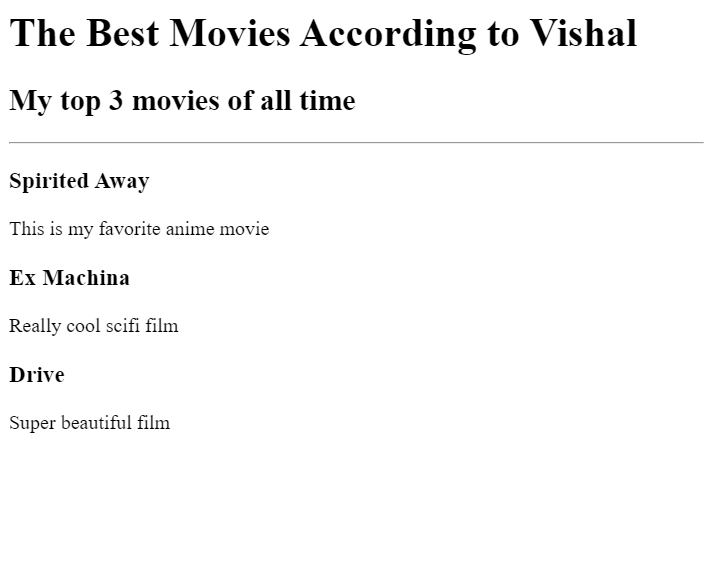 The Best Movies According to Vishal
My top 3 movies of all time
Spirited Away
This is my favorite anime movie
Ex Machina
Really cool scifi film
Drive
Super beautiful film